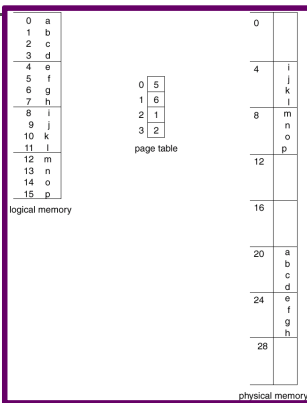 0 a
1 b
2 c
3 d
4 e
5 f
6 g
7 h
8 i
9 j
10 k
11 l
12 m
13 n
14 o
15 p
logical memory
0 5
1 6
2 1
3 2
page table
0
4 i
j
k
l
8 m
n
o
p
12
16
20 a
b
c
d
24 e
f
g
h
28
physical memory